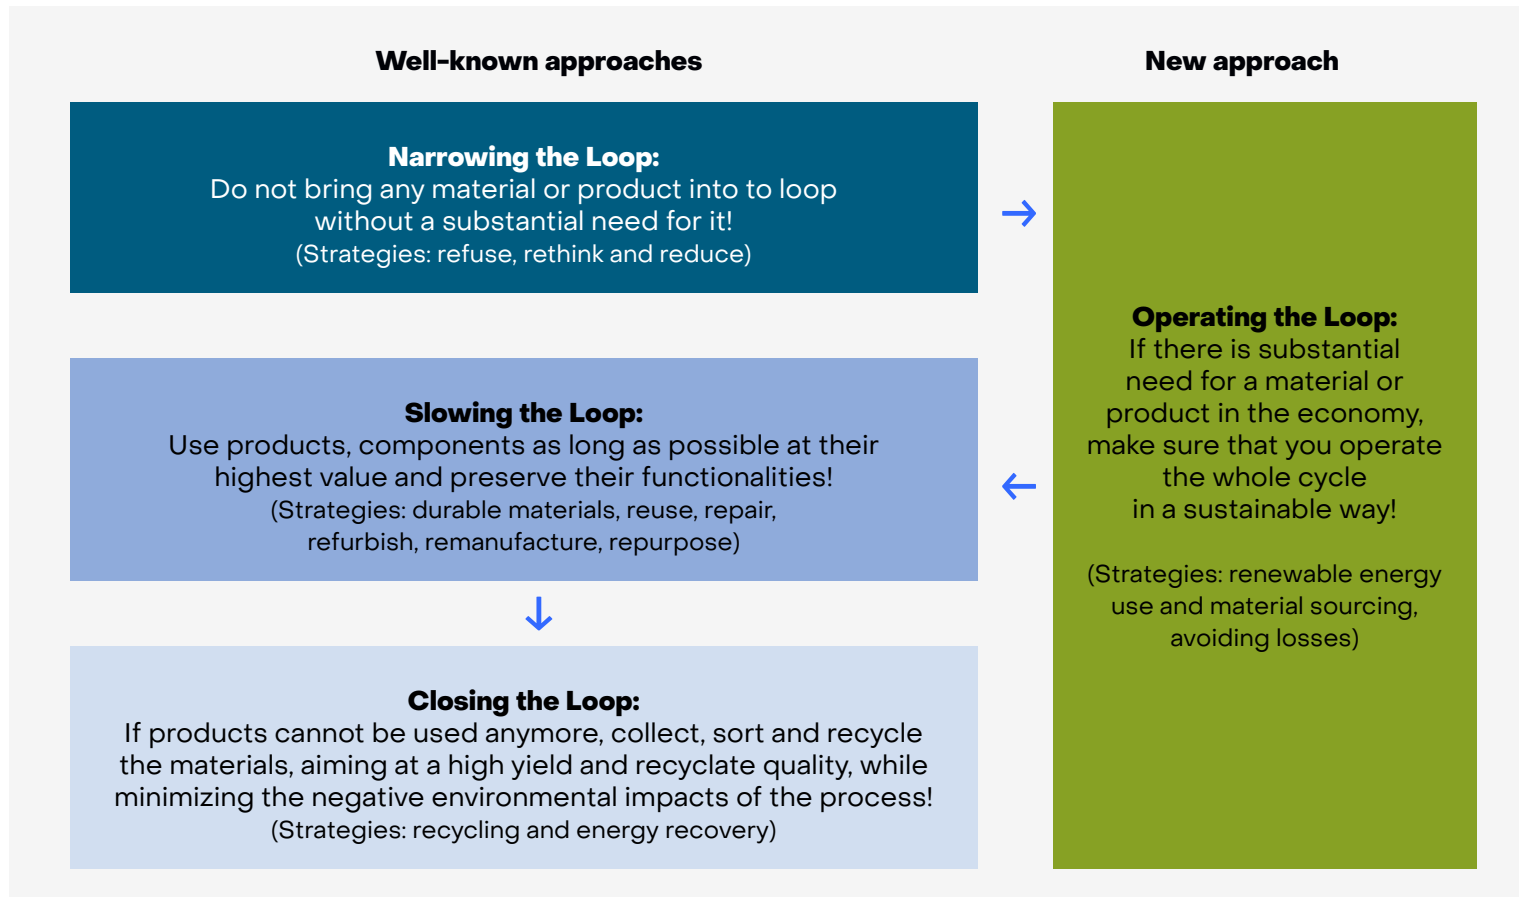 Well-known approaches
New approach
Narrowing the Loop:
Do not bring any material or product into to loop
without a substantial need for it!
(Strategies: refuse, rethink and reduce)
→
Operating the Loop:
If there is substantial
need for a material or
product in the economy,
make sure that you operate
the whole cycle
in a sustainable way!
(Strategies: renewable energy
use and material sourcing,
avoiding losses)
←
Slowing the Loop:
Use products, components as long as possible at their
highest value and preserve their functionalities!
(Strategies: durable materials, reuse, repair,
refurbish, remanufacture, repurpose)
↓
Closing the Loop:
If products cannot be used anymore, collect, sort and recycle
the materials, aiming at a high yield and recyclate quality, while
minimizing the negative environmental impacts of the process!
(Strategies: recycling and energy recovery)